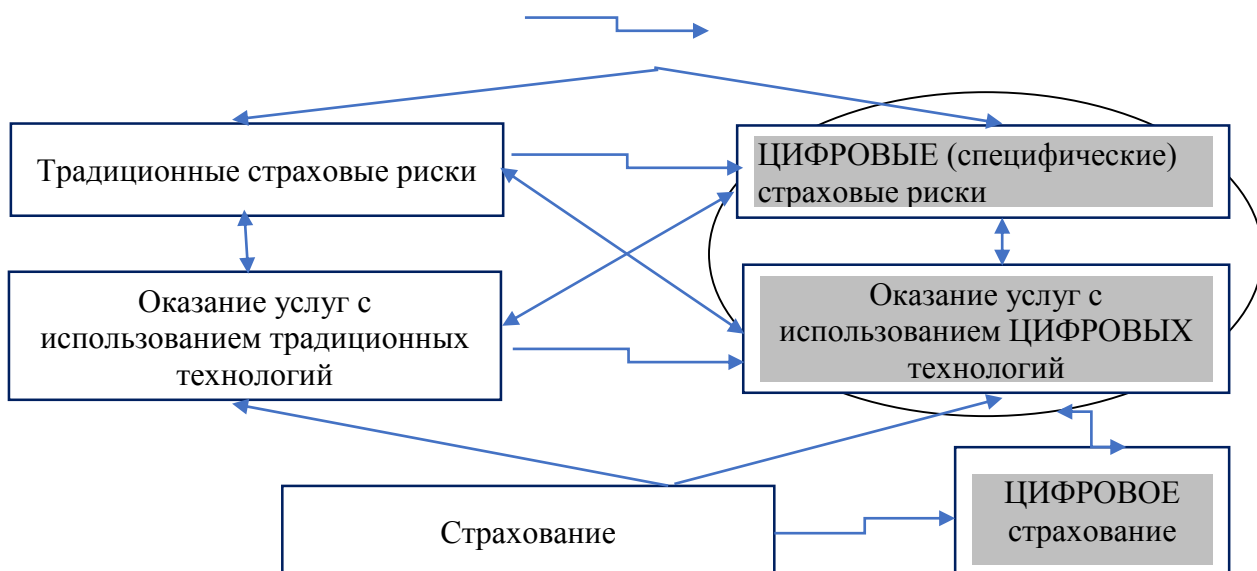 Традиционные страховые риски
ЦИФРОВЫЕ (специфические)
страховые риски
Оказание услуг с
использованием традиционных
технологий
Оказание услуг с
использованием ЦИФРОВЫХ
технологий
Страхование
ЦИФРОВОЕ
страхование